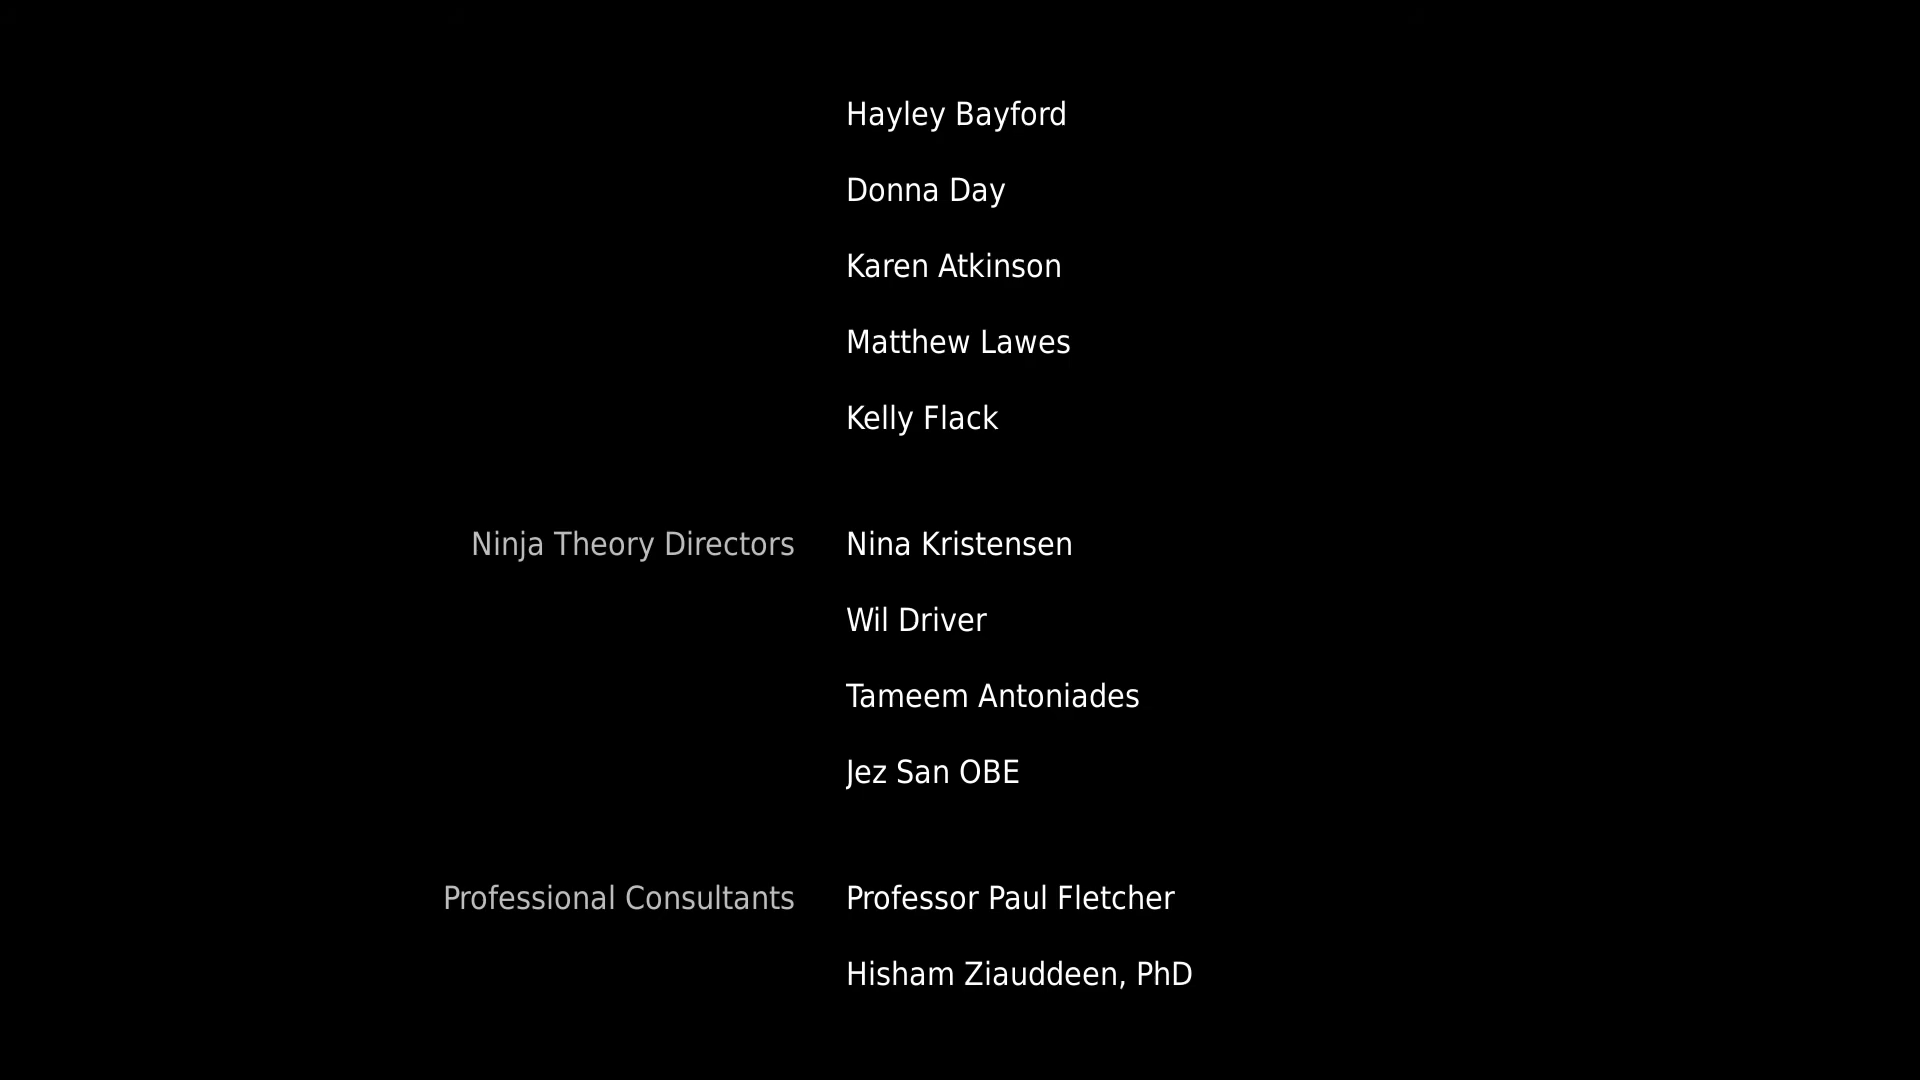 Hayley Bayford
Donna Day
Karen Atkinson
Matthew Lawes
Kelly Flack
Ninja Theory Directors Nina Kristensen
Wil Driver
Tameem Antoniades
Jez San OBE
Professional Consultants Professor Paul Fletcher
Hisham Ziauddeen, PhD